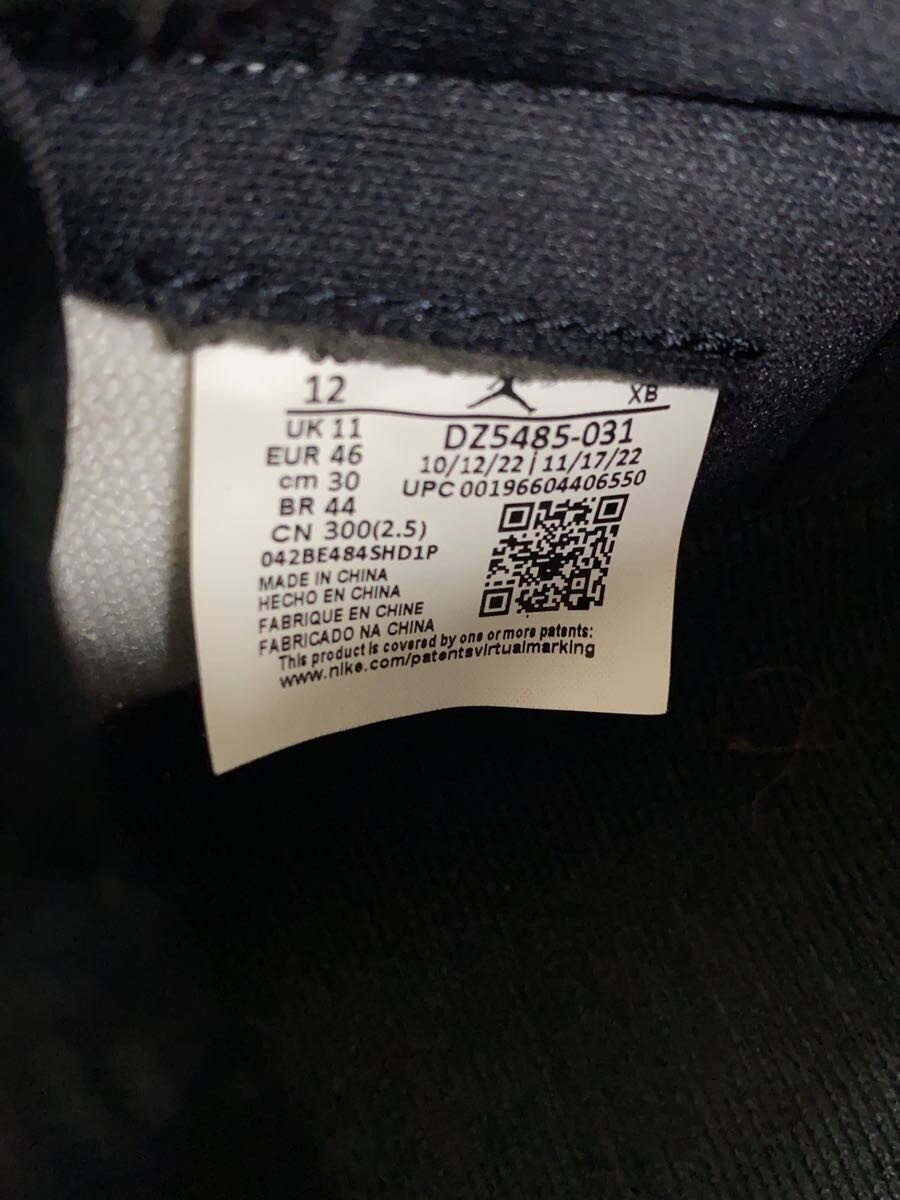 12
XB
UK 11
EUR 46
cm 30
BR 44
CN 300(2.5)
042BE484SHD1P
DZ5485-031
10/12/22 | 11/17/22
UPC 00196604406550
MADE IN CHINA
HECHO EN CHINA
FABRIQUE EN CHINE
FABRICADO NA CHINA
This product is covered by one or more patents:
www.nike.com/patentsvirtualmarking